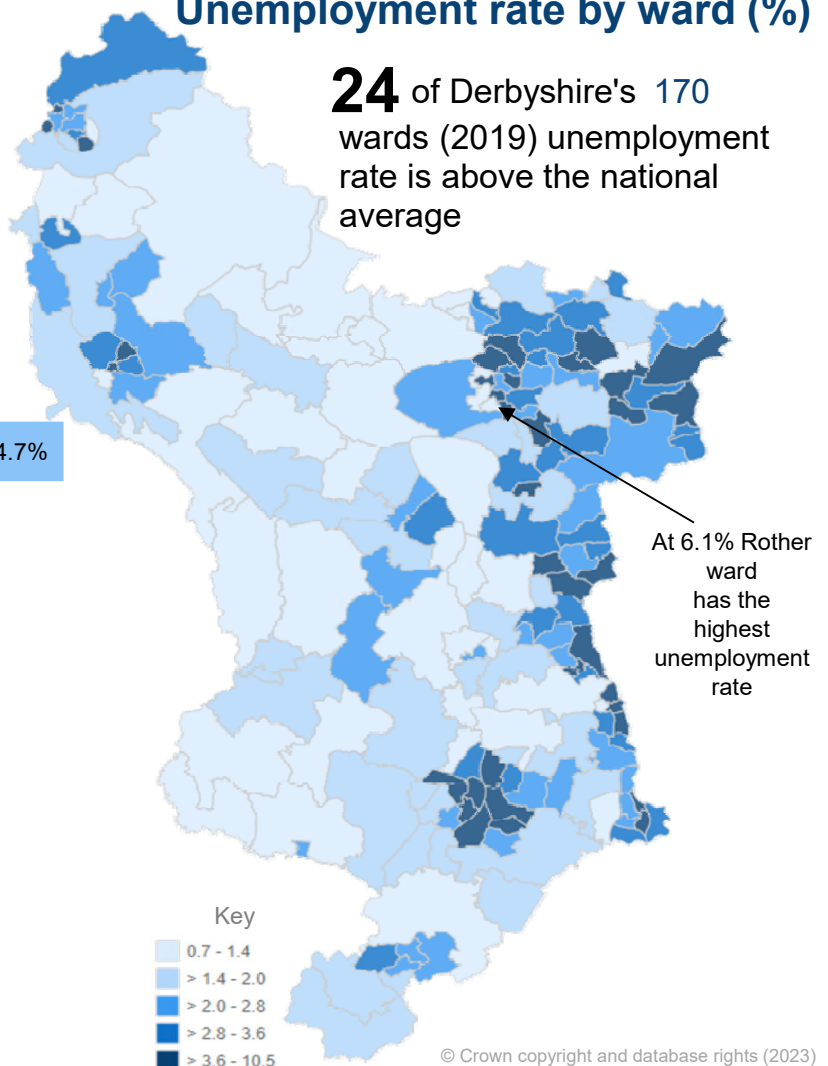 Unemployment rate by ward (%)
24 of Derbyshire's 170
wards (2019) unemployment
rate is above the national
average
4.7%
At 6.1% Rother
ward
has the
highest
unemployment
rate
Key
0.7 - 1.4
> 1.4 - 2.0
> 2.0 - 2.8
> 2.8 - 3.6
> 3.6 - 10.5
© Crown copyright and database rights (2023)